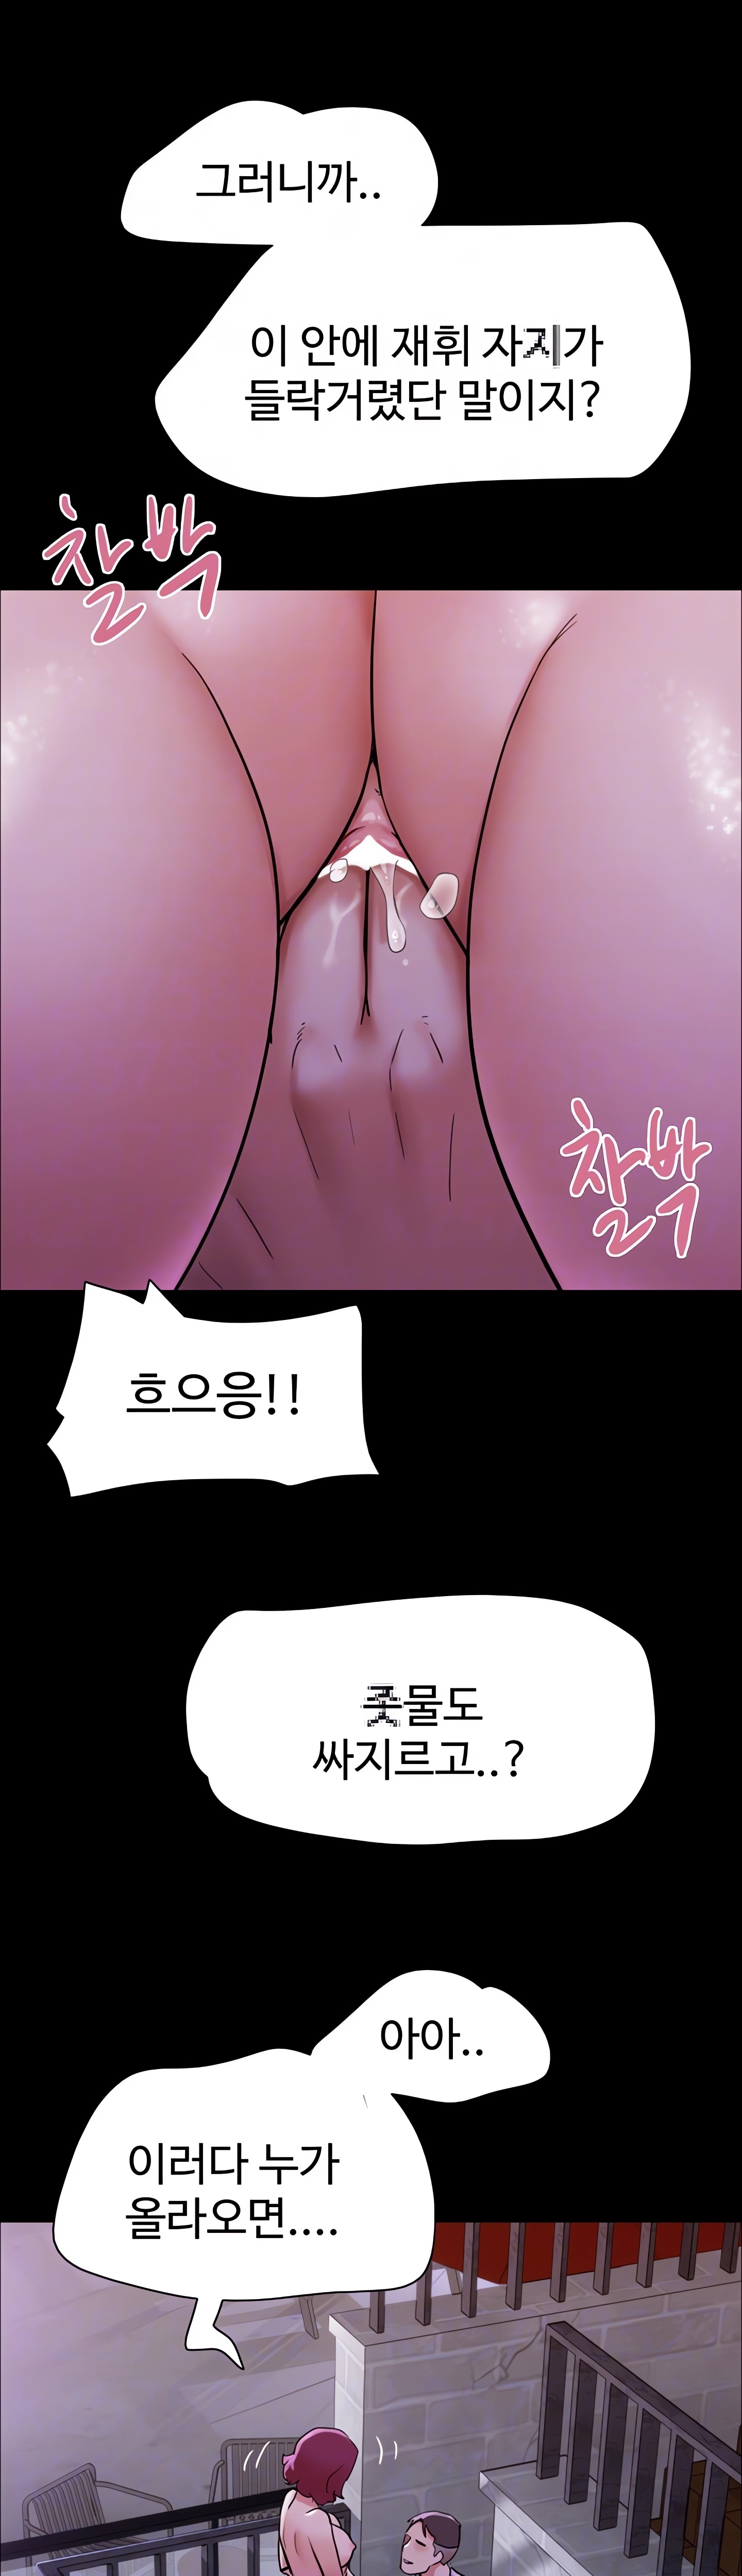 그러니까..
이 안에 재휘 자지가
들락거렸단 말이지?
찰박
찰박
흐으응!!
물도
싸지르고..?
아아..
이러다 누가
올라오면....